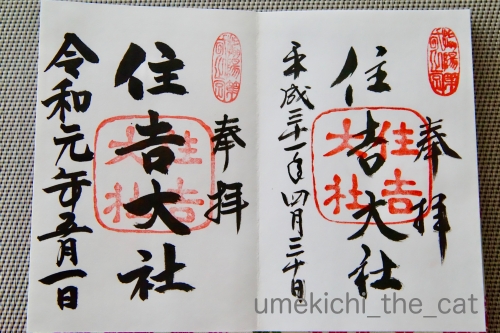 奉拝
住吉大社
平成三十一年四月三十日
住吉大社
奉拝
住吉大社
令和元年五月一日
住吉大社
umekichi_the_cat